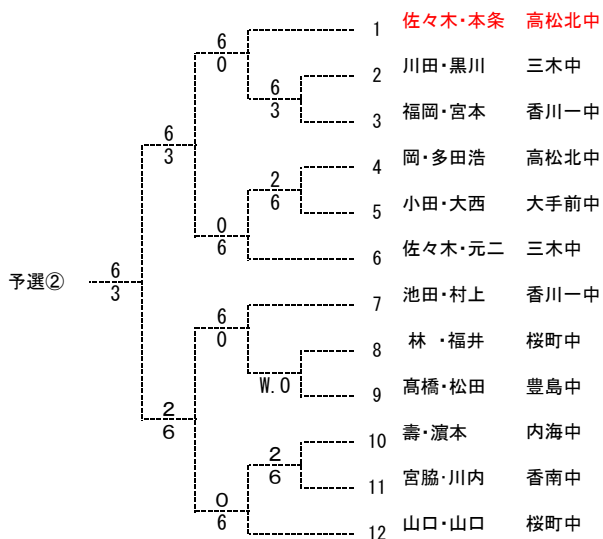 1 佐々木・本条 高松北中
6
0
2 川田・黒川 三木中
6
3
3 福岡・宮本 香川一中
6
3
4 岡・多田浩 高松北中
2
6
5 小田・大西 大手前中
0
6
6 佐々木・元二 三木中
予選② 6
3
7 池田・村上 香川一中
6
0
8 林 ・福井 桜町中
W.O
9 髙橋・松田 豊島中
2
6
10 壽・濵本 内海中
2
6
11 宮脇・川内 香南中
0
6
12 山口・山口 桜町中